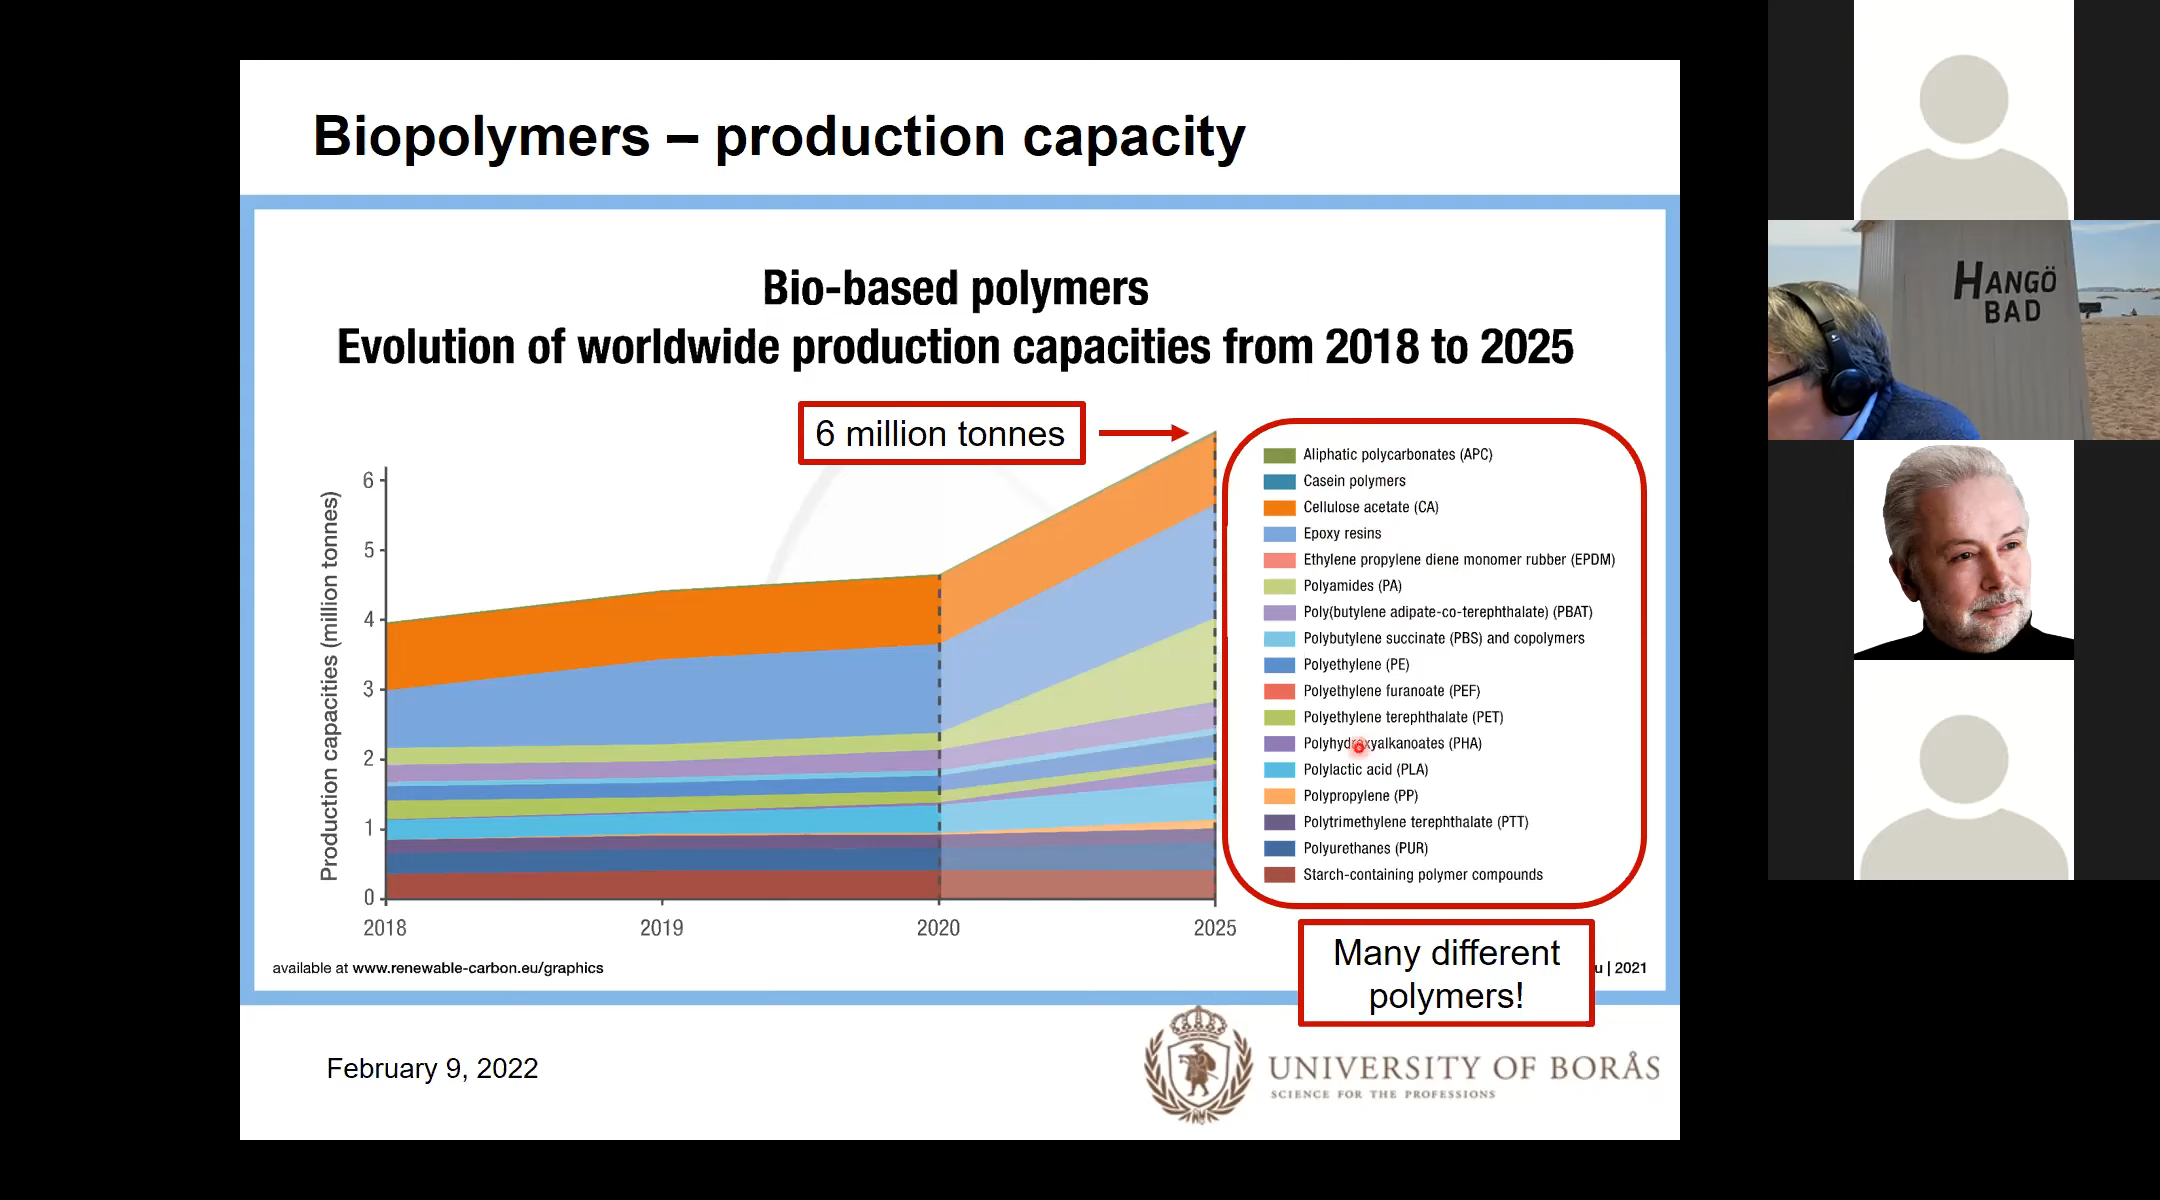 Biopolymers – production capacity
Bio-based polymers
Evolution of worldwide production capacities from 2018 to 2025
6 million tonnes
Production capacities (million tonnes)
6
5
4
3
2
1
0
2018
2019
2020
2025
Aliphatic polycarbonates (APC)
Casein polymers
Cellulose acetate (CA)
Epoxy resins
Ethylene propylene diene monomer rubber (EPDM)
Polyamides (PA)
Poly(butylene adipate-co-terephthalate) (PBAT)
Polybutylene succinate (PBS) and copolymers
Polyethylene (PE)
Polyethylene furanoate (PEF)
Polyethylene terephthalate (PET)
Polyhydroxyalkanoates (PHA)
Polylactic acid (PLA)
Polypropylene (PP)
Polytrimethylene terephthalate (PTT)
Polyurethanes (PUR)
Starch-containing polymer compounds
Many different
polymers!
available at www.renewable-carbon.eu/graphics
u | 2021
February 9, 2022
UNIVERSITY OF BORÅS
SCIENCE FOR THE PROFESSIONS
HANGÖ
BAD